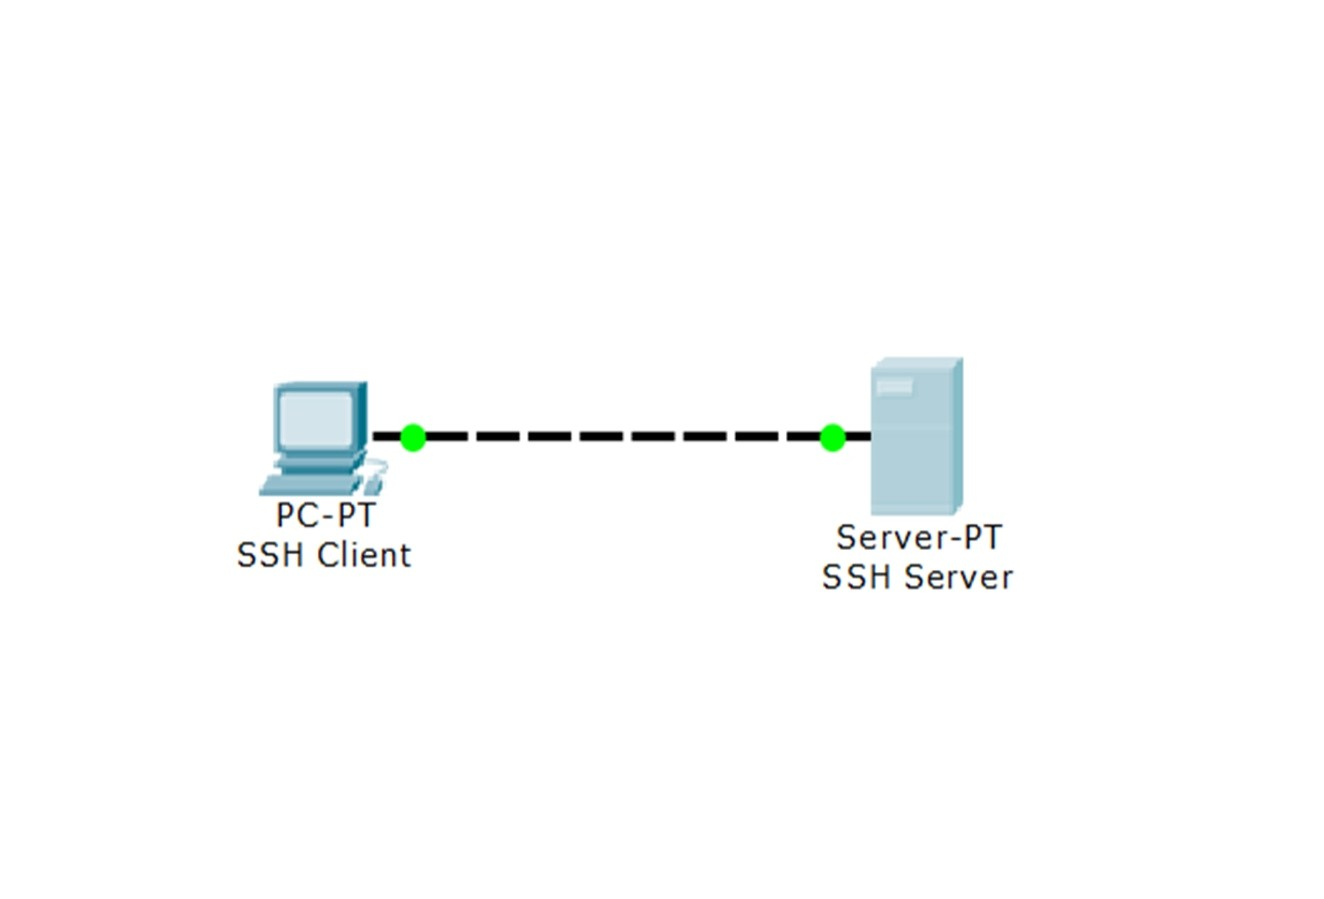 PC-PT
SSH Client
Server-PT
SSH Server